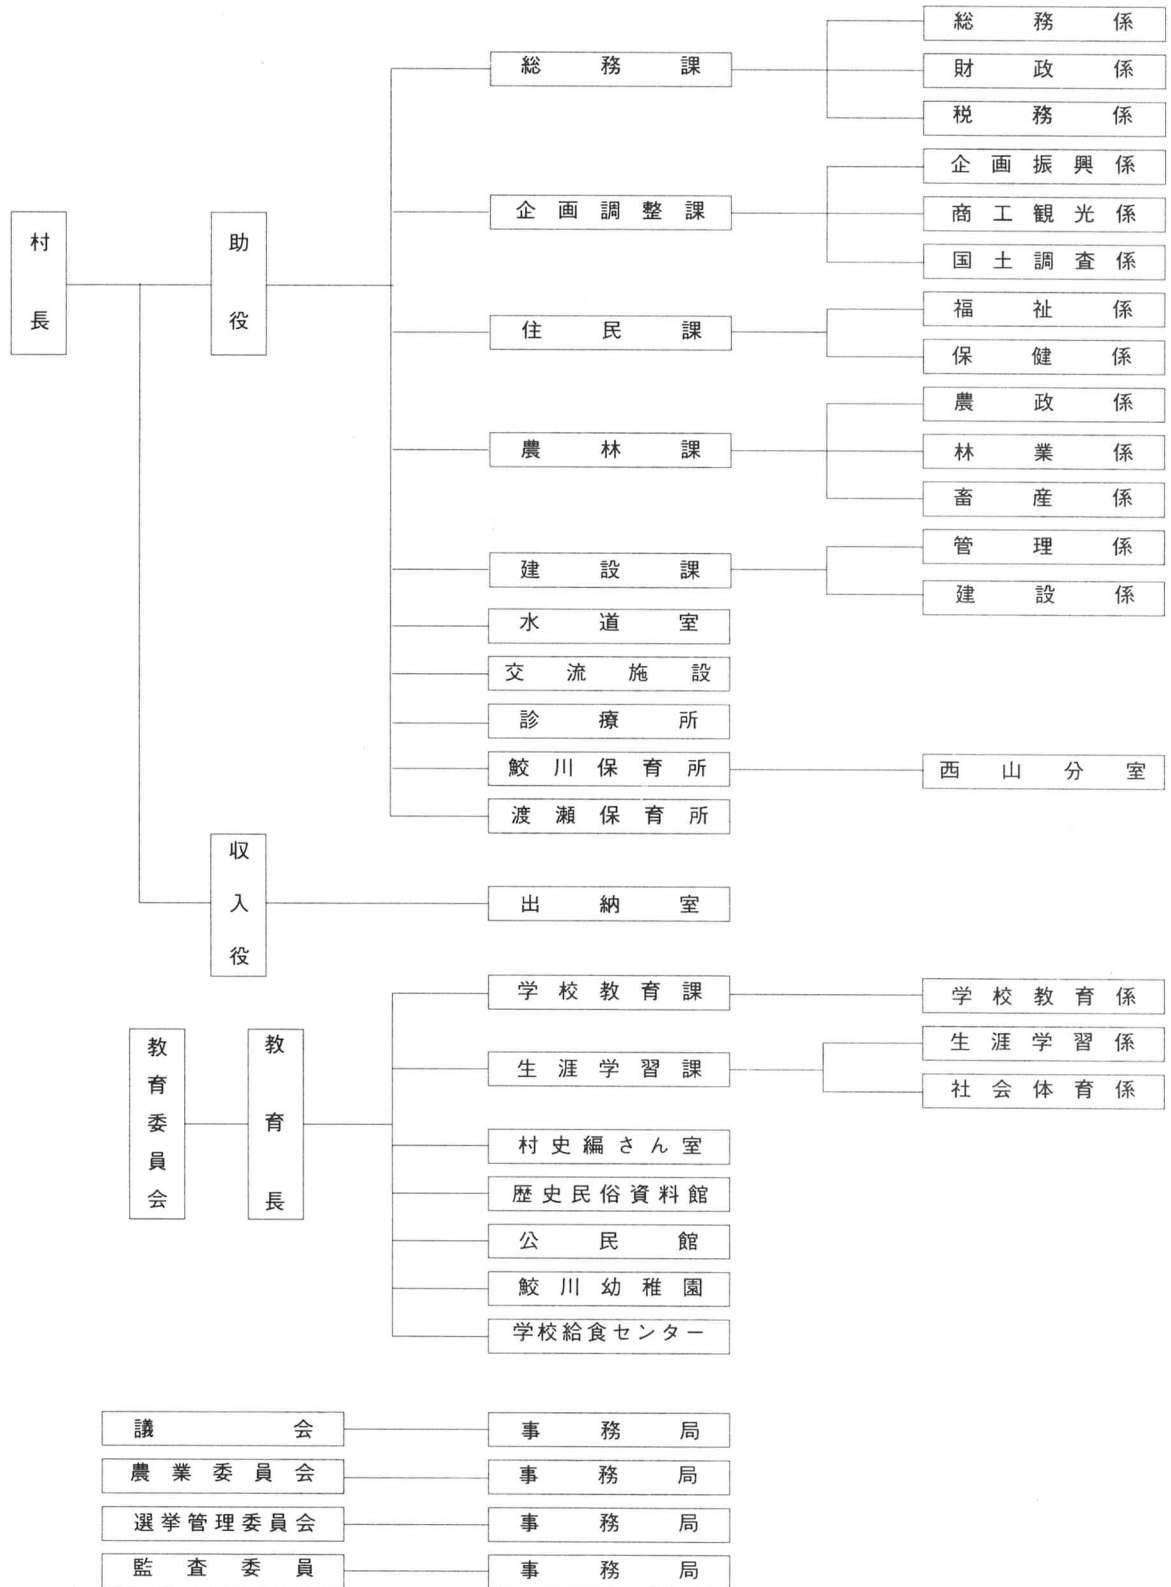 村長
助役
総務課
総務係
財政係
税務係
企画調整課
企画振興係
商工観光係
国土調査係
住民課
福祉係
保健係
農林課
農政係
林業係
畜産係
建設課
管理係
建設係
水道室
交流施設
診療所
鮫川保育所
西山分室
渡瀬保育所
収入役
出納室
教育委員会
教育長
学校教育課
学校教育係
生涯学習課
生涯学習係
社会体育係
村史編さん室
歴史民俗資料館
公民館
鮫川幼稚園
学校給食センター
議会
事務局
農業委員会
事務局
選挙管理委員会
事務局
監査委員
事務局